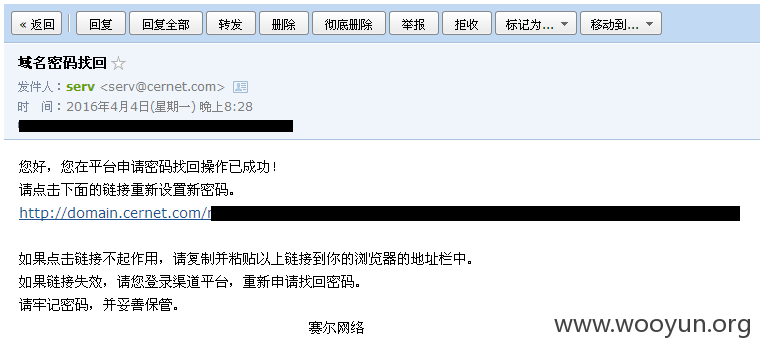 « 返回 回复 回复全部 转发 删除 彻底删除 举报 拒收 标记为... 移动到...
域名密码找回☆
发件人：serv <serv@cernet.com>
时　间：2016年4月4日(星期一) 晚上8:28
您好，您在平台申请密码找回操作已成功！
请点击下面的链接重新设置新密码。
http://domain.cernet.com/r
如果点击链接不起作用，请复制并粘贴以上链接到你的浏览器的地址栏中。
如果链接失效，请您登录渠道平台，重新申请找回密码。
请牢记密码，并妥善保管。
赛尔网络
www.wooyun.org